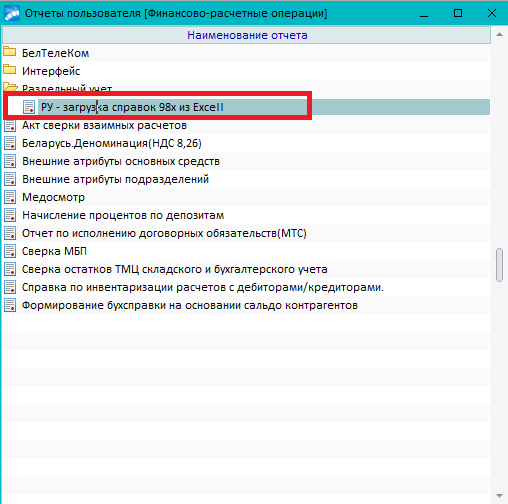 Отчеты пользователя [Финансово-расчетные операции]
Наименование отчета
БелТелеКом
Интерфейс
Раздельный учет
РУ - загрузка справок 98х из Excel1
Акт сверки взаимных расчетов
Беларусь.Деноминация(НДС 8,26)
Внешние атрибуты основных средств
Внешние атрибуты подразделений
Медосмотр
Начисление процентов по депозитам
Отчет по исполнению договорных обязательств(МТС)
Сверка МБП
Сверка остатков ТМЦ складского и бухгалтерского учета
Справка по инвентаризации расчетов с дебиторами/кредиторами.
Формирование бухсправки на основании сальдо контрагентов